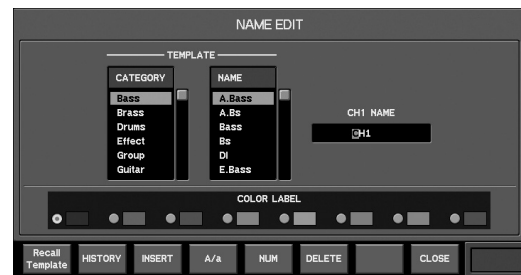 NAME EDIT
TEMPLATE
CATEGORY
Bass
Brass
Drums
Effect
Group
Guitar
NAME
A.Bass
A.Bs
Bass
Bs
DI
E.Bass
CH1 NAME
CH1
COLOR LABEL
Recall
Template
HISTORY
INSERT
A/a
NUM
DELETE
CLOSE